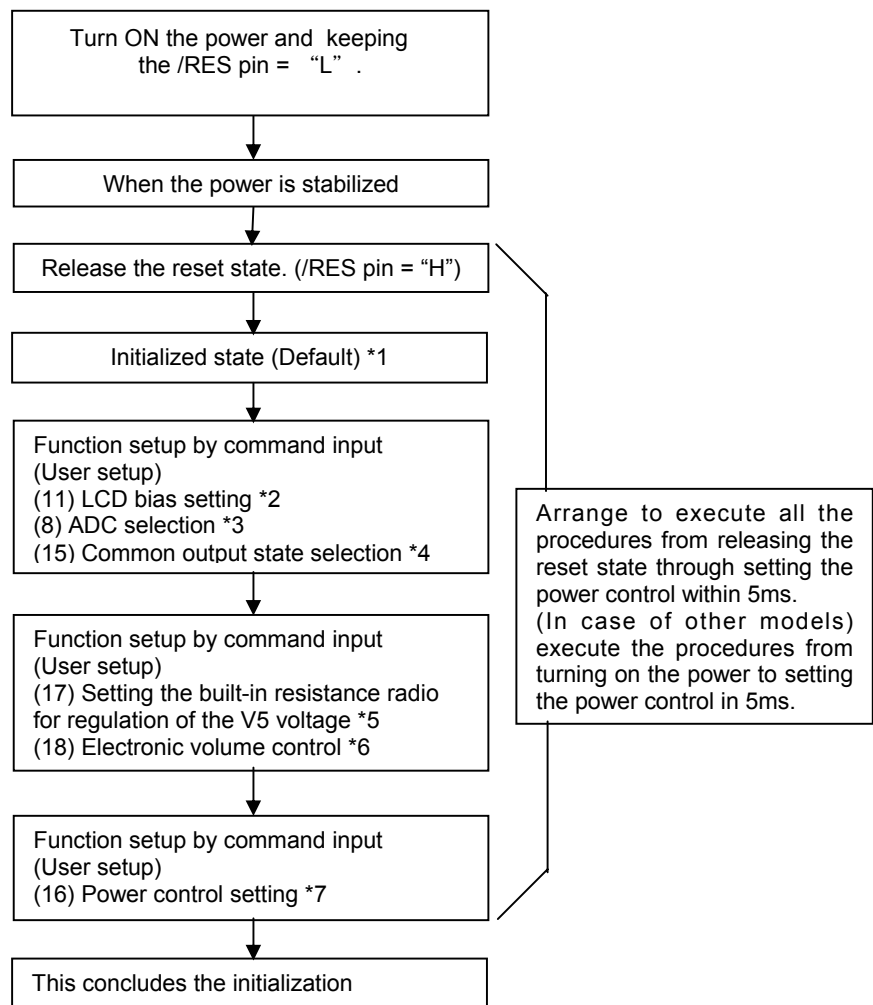 Turn ON the power and keeping
the /RES pin = “L” .
When the power is stabilized
Release the reset state. (/RES pin = “H”)
Initialized state (Default) *1
Function setup by command input
(User setup)
(11) LCD bias setting *2
(8) ADC selection *3
(15) Common output state selection *4
Function setup by command input
(User setup)
(17) Setting the built-in resistance radio
for regulation of the V5 voltage *5
(18) Electronic volume control *6
Function setup by command input
(User setup)
(16) Power control setting *7
This concludes the initialization
Arrange to execute all the
procedures from releasing the
reset state through setting the
power control within 5ms.
(In case of other models)
execute the procedures from
turning on the power to setting
the power control in 5ms.